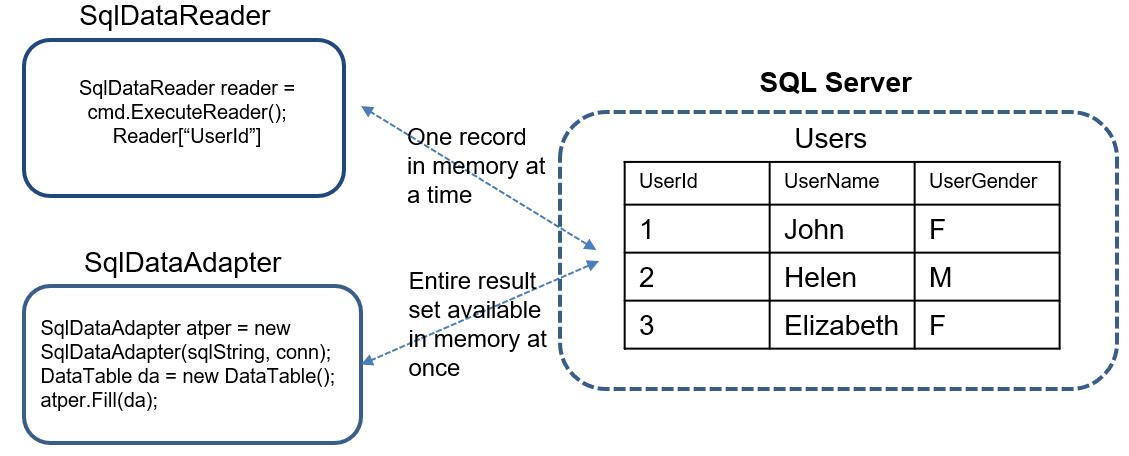 SqlDataReader
SqlDataReader reader =
cmd.ExecuteReader();
Reader[“UserId”]
One record
in memory at
a time
SqlDataAdapter
SqlDataAdapter atper = new
SqlDataAdapter(sqlString, conn);
DataTable da = new DataTable();
atper.Fill(da);
Entire result
set available
in memory at
once
SQL Server
Users
UserId UserName UserGender
1 John F
2 Helen M
3 Elizabeth F